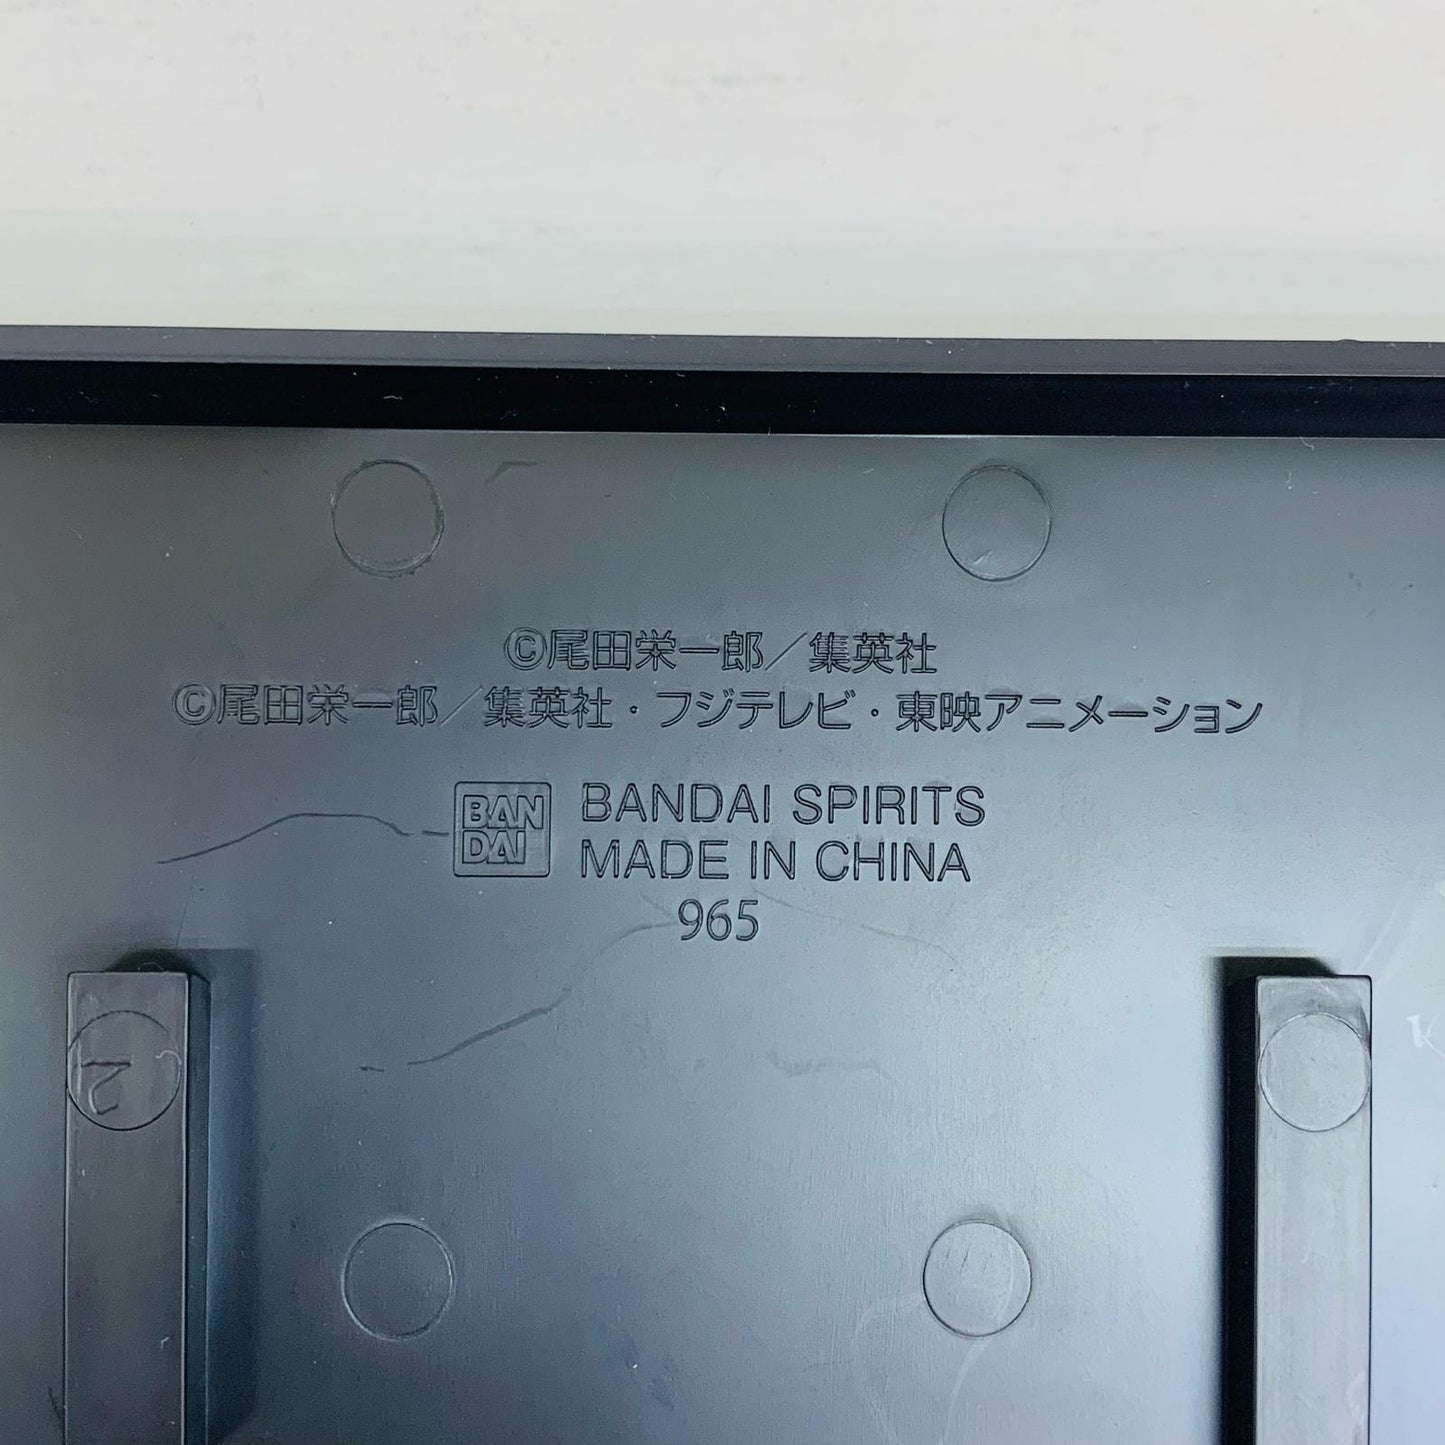 ©尾田栄一郎／集英社
©尾田栄一郎／集英社・フジテレビ・東映アニメーション
BAN
DAI
BANDAI SPIRITS
MADE IN CHINA
965
2